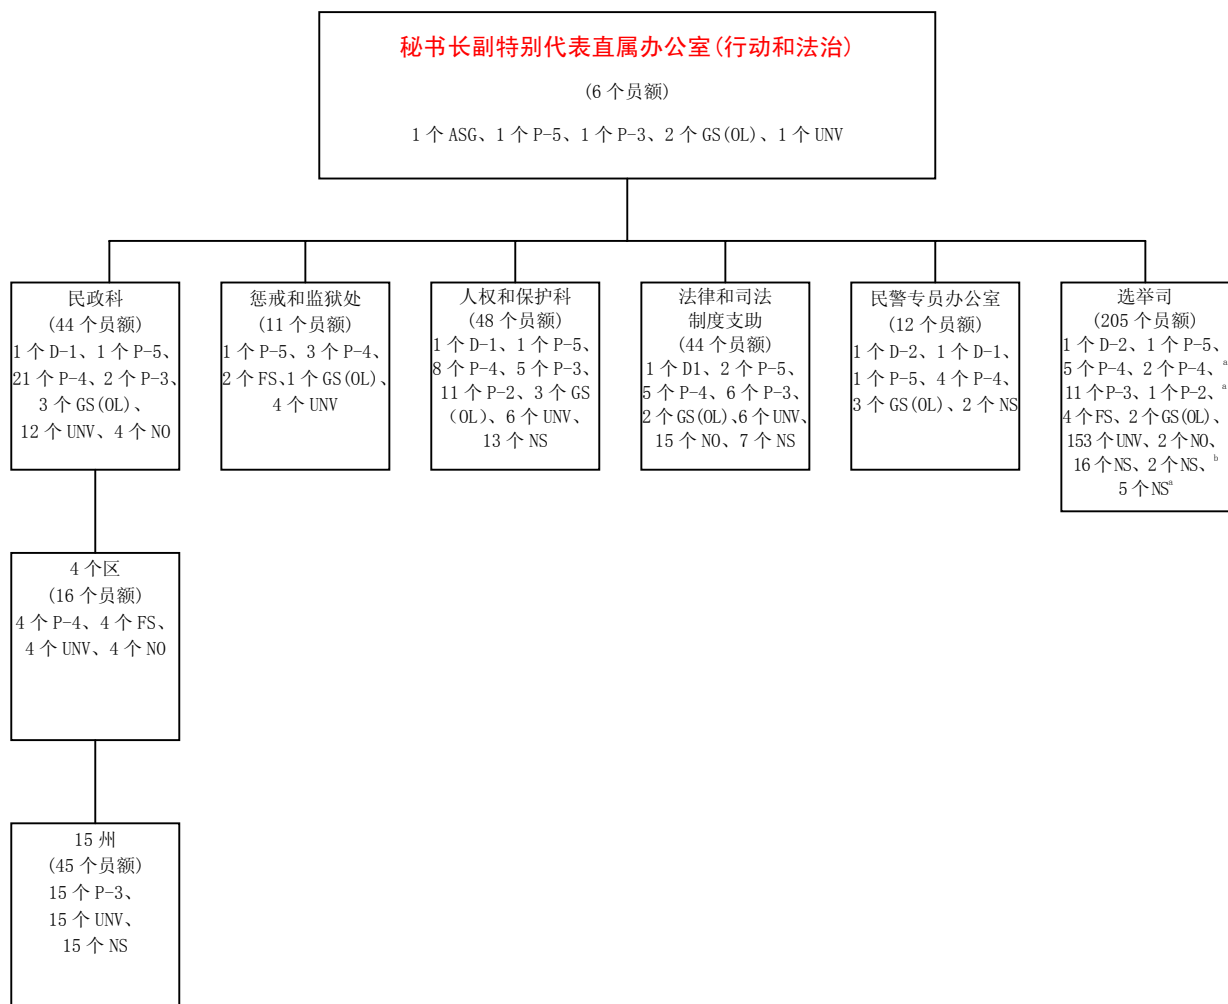 秘书长副特别代表直属办公室(行动和法治)
(6 个员额)
1 个 ASG、1 个 P-5、1 个 P-3、2 个 GS(OL)、1 个 UNV
民政科
(44 个员额)
1 个 D-1、1 个 P-5、
21 个 P-4、2 个 P-3、
3 个 GS(OL)、
12 个 UNV、4 个 NO
惩戒和监狱处
(11 个员额)
1 个 P-5、3 个 P-4、
2 个 FS、1 个 GS(OL)、
4 个 UNV
人权和保护科
(48 个员额)
1 个 D-1、1 个 P-5、
8 个 P-4、5 个 P-3、
11 个 P-2、3 个 GS
(OL)、6 个 UNV、
13 个 NS
法律和司法
制度支助
(44 个员额)
1 个 D1、2 个 P-5、
5 个 P-4、6 个 P-3、
2 个 GS(OL)、6 个 UNV、
15 个 NO、7 个 NS
民警专员办公室
(12 个员额)
1 个 D-2、1 个 D-1、
1 个 P-5、4 个 P-4、
3 个 GS(OL)、2 个 NS
选举司
(205 个员额)
1 个 D-2、1 个 P-5、
5 个 P-4、2 个 P-4、a
11 个 P-3、1 个 P-2、a
4 个 FS、2 个 GS(OL)、
153 个 UNV、2 个 NO、
16 个 NS、2 个 NS、b
5 个 NSa
4 个区
(16 个员额)
4 个 P-4、4 个 FS、
4 个 UNV、4 个 NO
15 州
(45 个员额)
15 个 P-3、
15 个 UNV、
15 个 NS